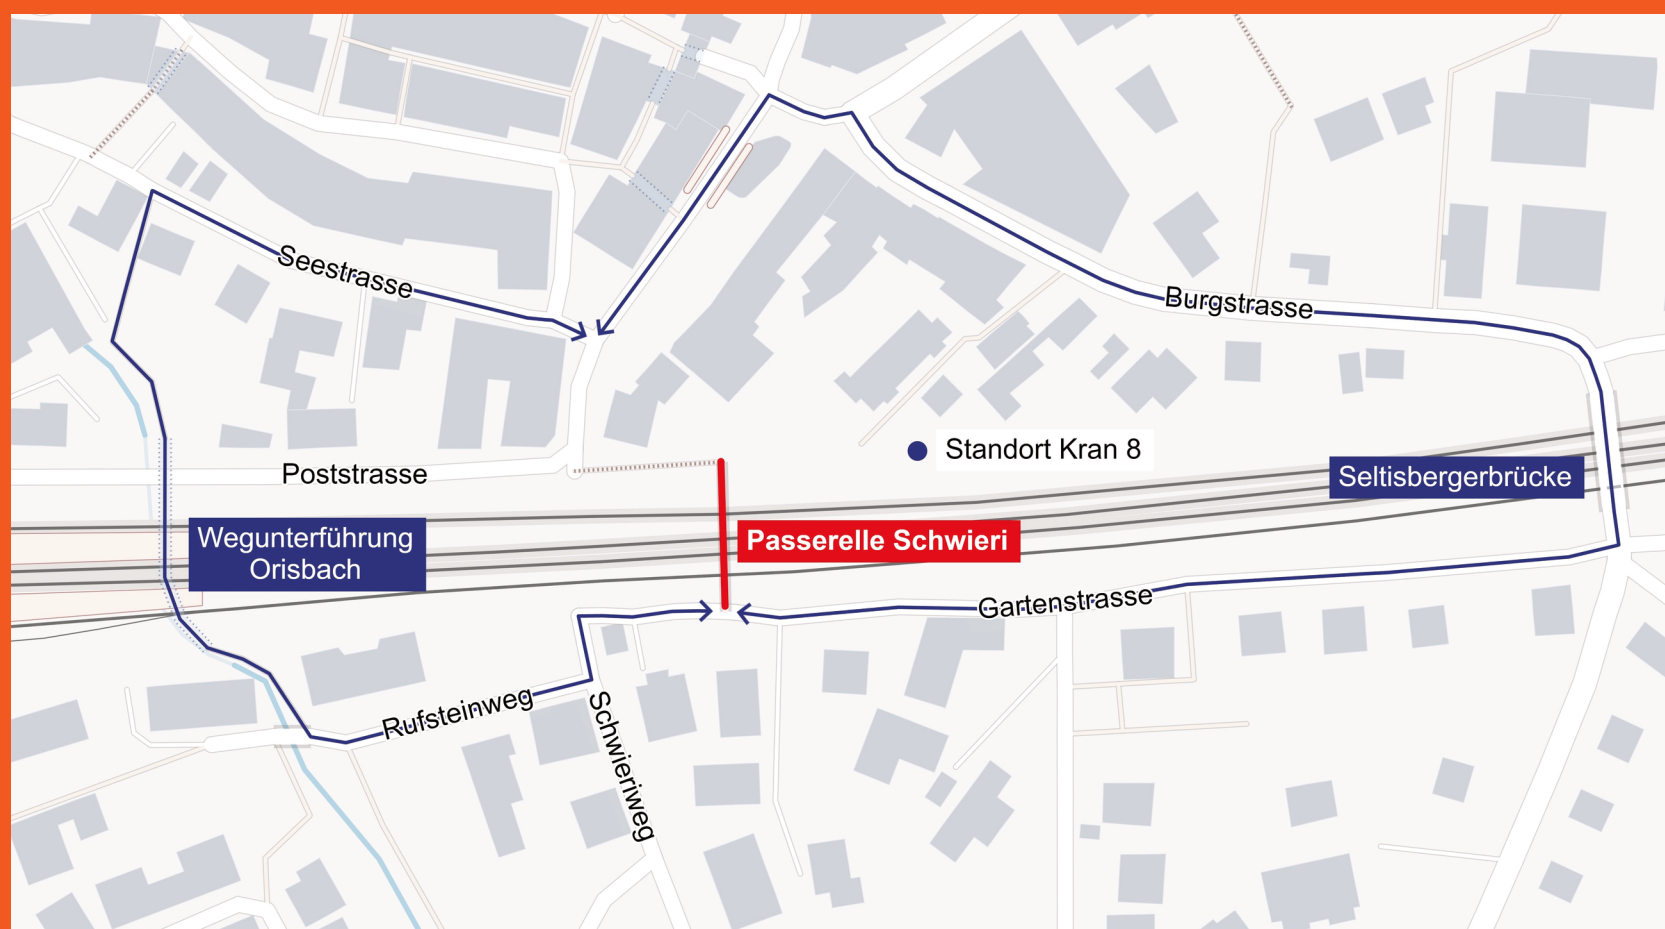 Seestrasse
Burgstrasse
Standort Kran 8
Poststrasse
Seltisbergerbrücke
Wegunterführung
Orisbach
Passerelle Schwieri
Gartenstrasse
Rufsteinweg
Schwieriweg